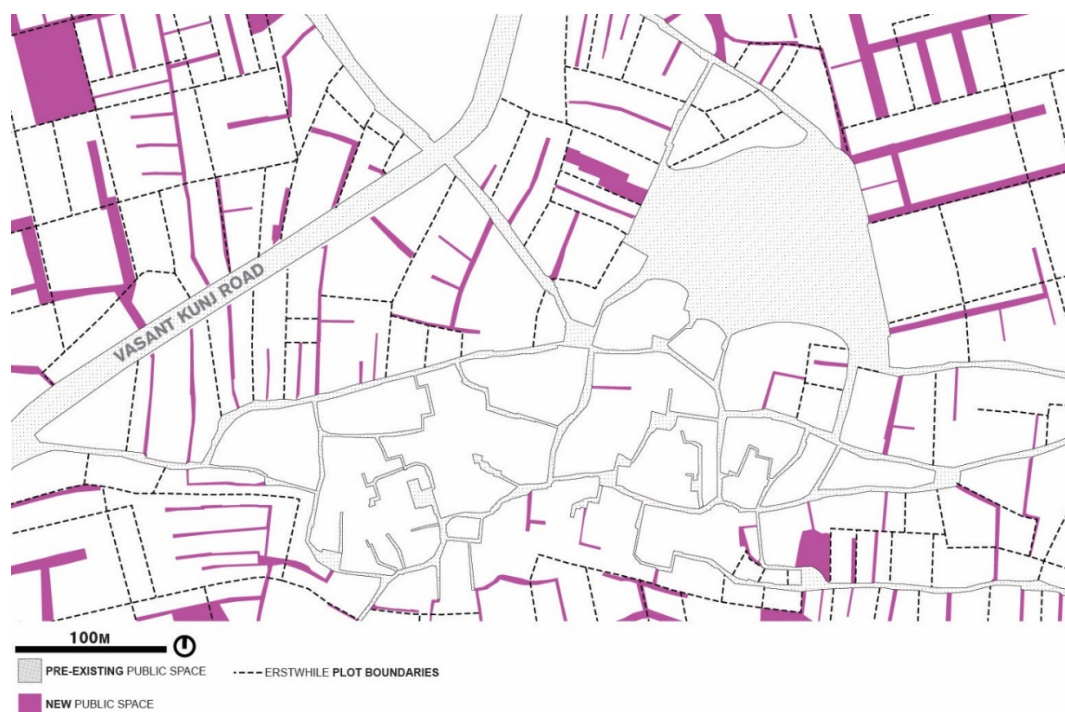 VASANT KUNJ ROAD
100M
PRE-EXISTING PUBLIC SPACE
ERSTWHILE PLOT BOUNDARIES
NEW PUBLIC SPACE